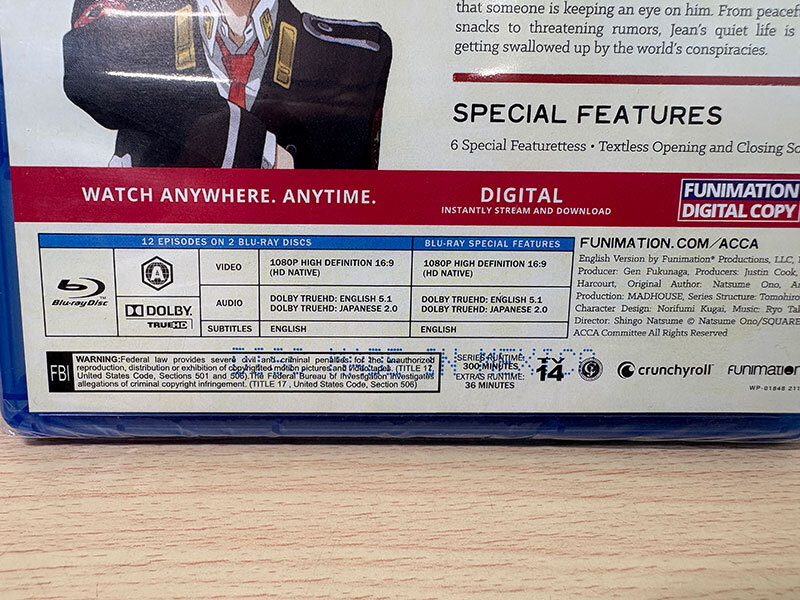 that someone is keeping an eye on him. From peacef
snacks to threatening rumors, Jean's quiet life is
getting swallowed up by the world's conspiracies.
SPECIAL FEATURES
6 Special Featurettess • Textless Opening and Closing So
WATCH ANYWHERE. ANYTIME.
DIGITAL
INSTANTLY STREAM AND DOWNLOAD
FUNIMATION
DIGITAL COPY
12 EPISODES ON 2 BLU-RAY DISCS
BLU-RAY SPECIAL FEATURES
Blu-ray Disc
A
DOLBY
TRUEHD
VIDEO
1080P HIGH DEFINITION 16:9
(HD NATIVE)
1080P HIGH DEFINITION 16:9
(HD NATIVE)
AUDIO
DOLBY TRUEHD: ENGLISH 5.1
DOLBY TRUEHD: JAPANESE 2.0
DOLBY TRUEHD: ENGLISH 5.1
DOLBY TRUEHD: JAPANESE 2.0
SUBTITLES
ENGLISH
ENGLISH
FUNIMATION.COM/ACCA
English Version by Funimation® Productions, LLC,
Producer: Gen Fukunaga, Producers: Justin Cook,
Harcourt, Original Author: Natsume Ono, An
Production: MADHOUSE, Series Structure: Tomohiro
Character Design: Norifumi Kugai, Music: Ryo Tak
Director: Shingo Natsume © Natsume Ono/SQUARE
ACCA Committee All Rights Reserved
FBI
WARNING:Federal law provides several civil and criminal penalties for the unauthorized
reproduction, distribution or exhibition of copyrighted motion pictures and video tapes. (TITLE 17,
United States Code, Sections 501 and 506).The Federal Bureau of Investigation investigates
allegations of criminal copyright infringement. (TITLE 17 , United States Code, Section 506)
IN MEXICO
SERIES RUNTIME:
300 MINUTES
EXTRAS RUNTIME:
36 MINUTES
TV
14
crunchyroll
FUNIMATION
WP-01848 211